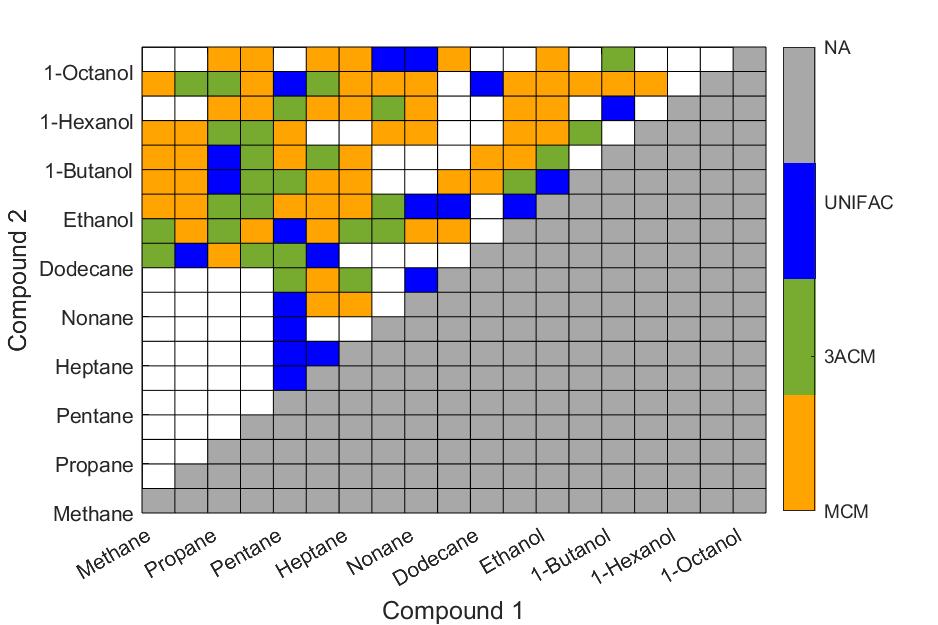 NA
UNIFAC
3ACM
MCM
Compound 2
1-Octanol
1-Hexanol
1-Butanol
Ethanol
Dodecane
Nonane
Heptane
Pentane
Propane
Methane
Methane
Propane
Pentane
Heptane
Nonane
Dodecane
Ethanol
1-Butanol
1-Hexanol
1-Octanol
Compound 1